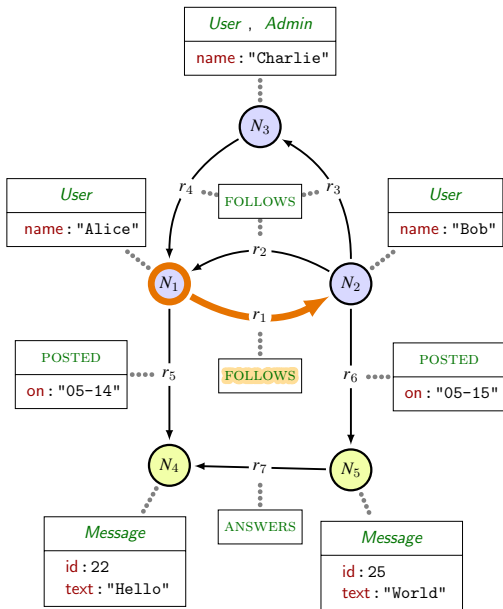 User , Admin
name : "Charlie"
N3
r4
r3
FOLLOWS
User
name : "Alice"
User
name : "Bob"
r2
N1
N2
r1
POSTED
on : "05-14"
r5
FOLLOWS
r6
POSTED
on : "05-15"
N4
r7
N5
ANSWERS
Message
id : 22
text : "Hello"
Message
id : 25
text : "World"